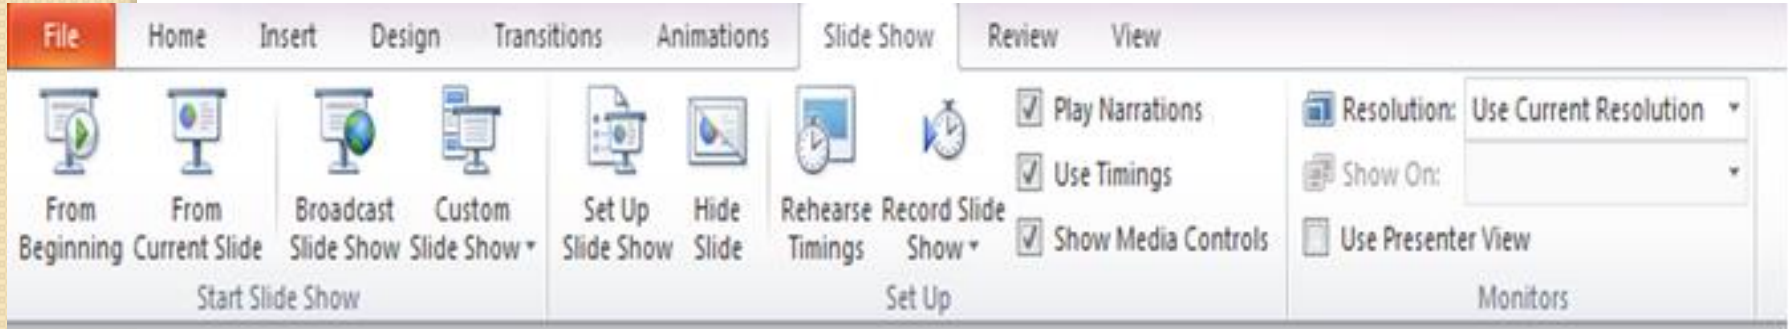 File Home Insert Design Transitions Animations Slide Show Review View
From Beginning
From Current Slide
Broadcast Slide Show
Custom Slide Show
Start Slide Show
Set Up Slide Show
Hide Slide
Rehearse Timings
Record Slide Show
Play Narrations
Use Timings
Show Media Controls
Set Up
Resolution: Use Current Resolution
Show On:
Use Presenter View
Monitors